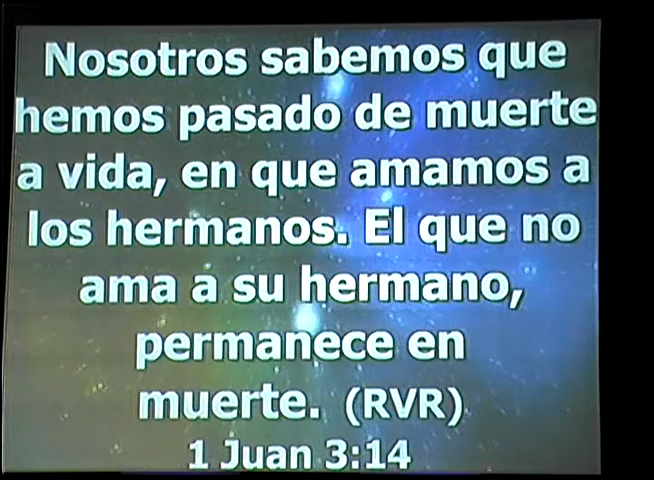 Nosotros sabemos que
hemos pasado de muerte
a vida, en que amamos a
los hermanos. El que no
ama a su hermano,
permanece en
muerte. (RVR)
1 Juan 3:14